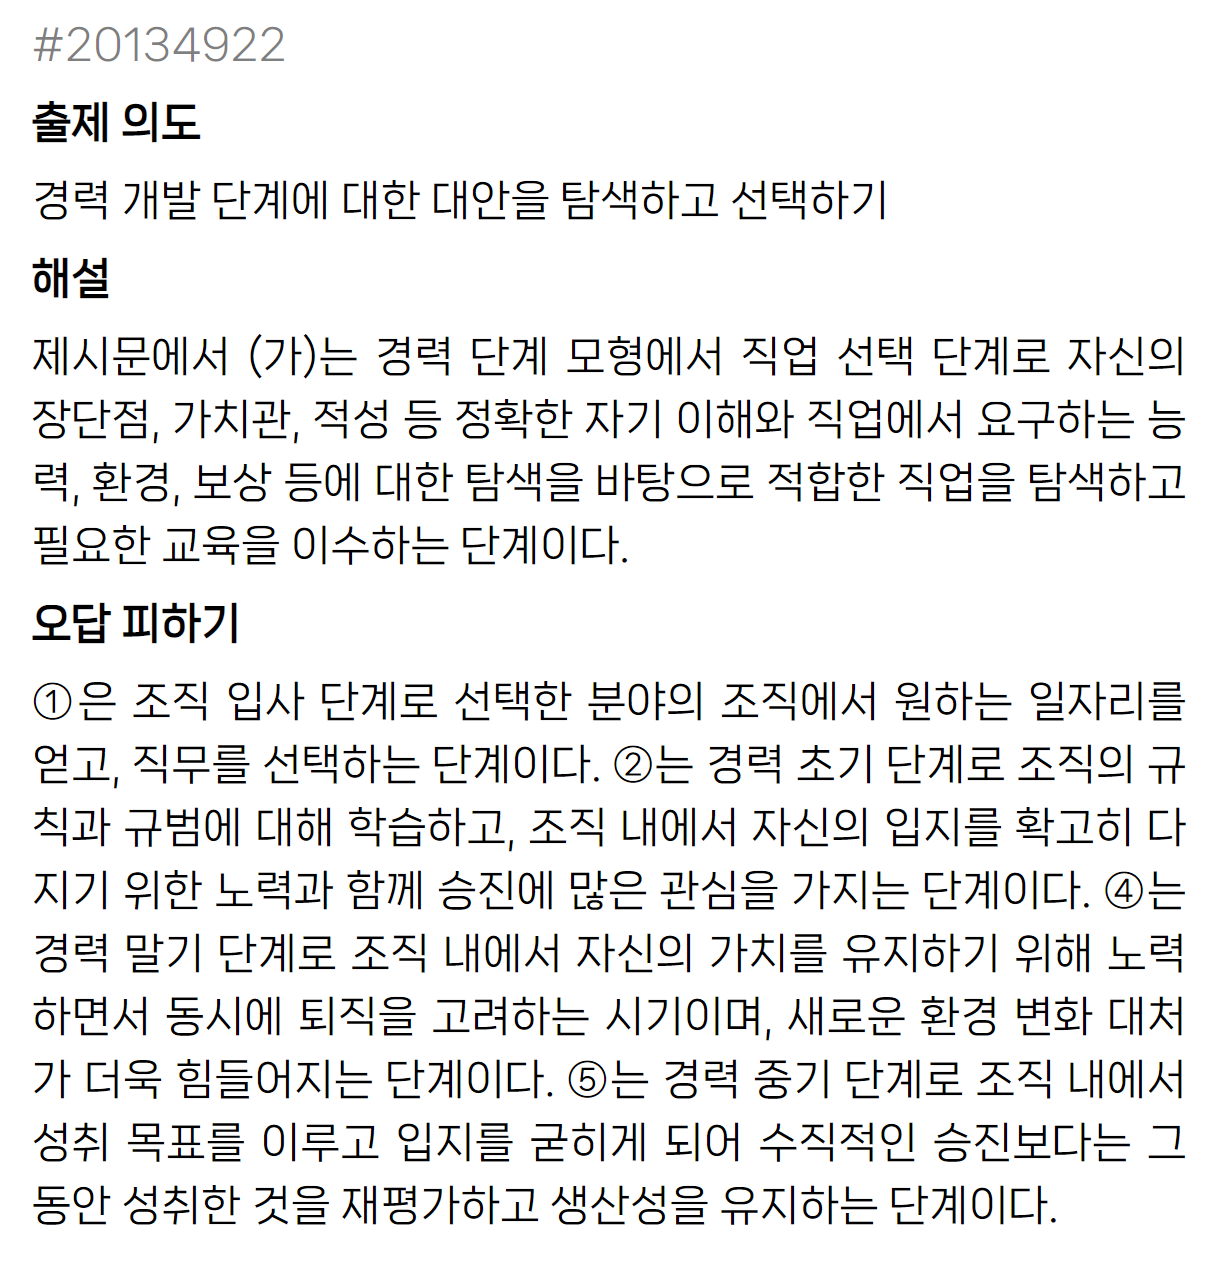 #20134922
출제 의도
경력 개발 단계에 대한 대안을 탐색하고 선택하기
해설
제시문에서 (가)는 경력 단계 모형에서 직업 선택 단계로 자신의
장단점, 가치관, 적성 등 정확한 자기 이해와 직업에서 요구하는 능
력, 환경, 보상 등에 대한 탐색을 바탕으로 적합한 직업을 탐색하고
필요한 교육을 이수하는 단계이다.
오답 피하기
①은 조직 입사 단계로 선택한 분야의 조직에서 원하는 일자리를
얻고, 직무를 선택하는 단계이다. ②는 경력 초기 단계로 조직의 규
칙과 규범에 대해 학습하고, 조직 내에서 자신의 입지를 확고히 다
지기 위한 노력과 함께 승진에 많은 관심을 가지는 단계이다. ④는
경력 말기 단계로 조직 내에서 자신의 가치를 유지하기 위해 노력
하면서 동시에 퇴직을 고려하는 시기이며, 새로운 환경 변화 대처
가 더욱 힘들어지는 단계이다. ⑤는 경력 중기 단계로 조직 내에서
성취 목표를 이루고 입지를 굳히게 되어 수직적인 승진보다는 그
동안 성취한 것을 재평가하고 생산성을 유지하는 단계이다.